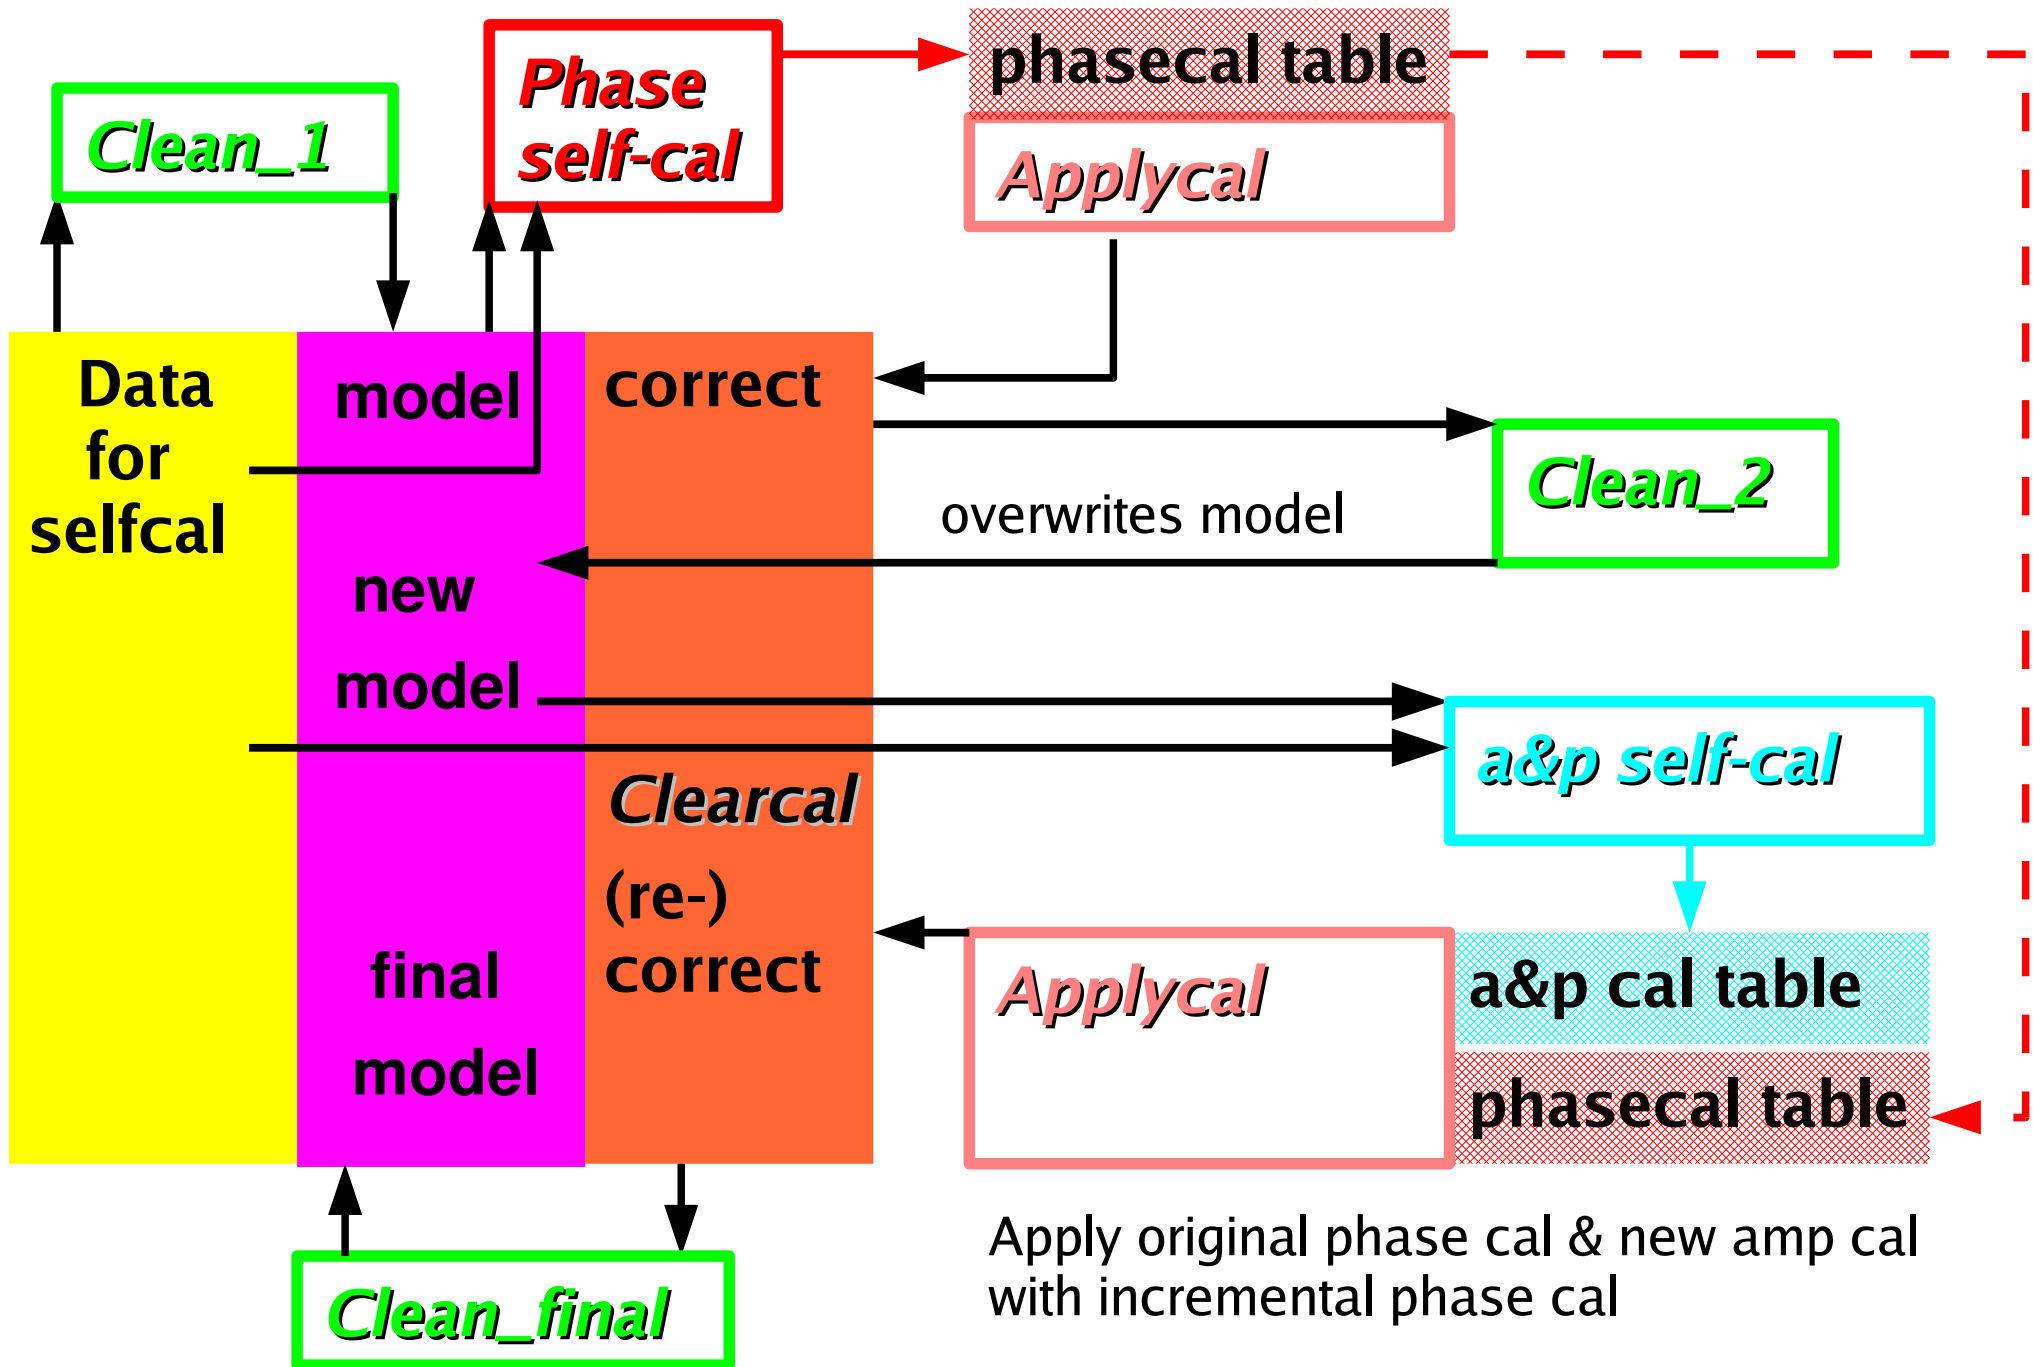 Clean_1
Phase
self-cal
phasecal table
Applycal
Data
for
selfcal
model
correct
Clean_2
overwrites model
new
model
a&p self-cal
Clearcal
(re-)
correct
final
model
Applycal
a&p cal table
phasecal table
Apply original phase cal & new amp cal
with incremental phase cal
Clean_final